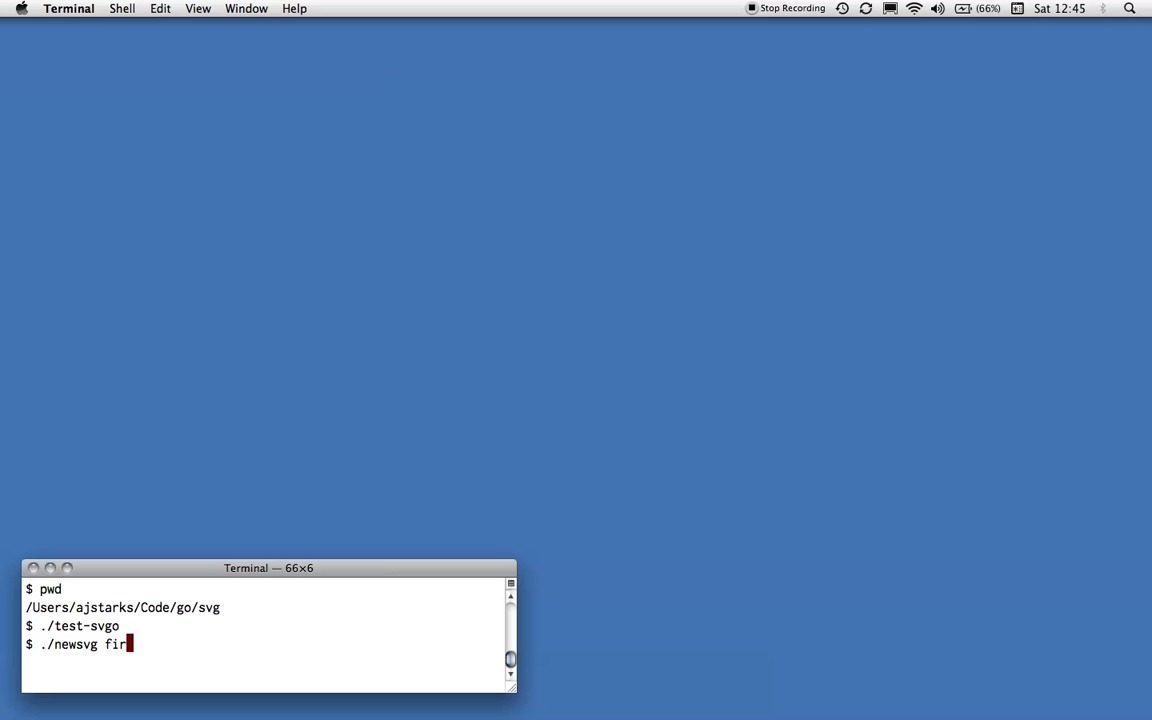 Terminal Shell Edit View Window Help Stop Recording (66%) Sat 12:45
Terminal — 66×6
$ pwd
/Users/ajstarks/Code/go/svg
$ ./test-svgo
$ ./newsvg fir